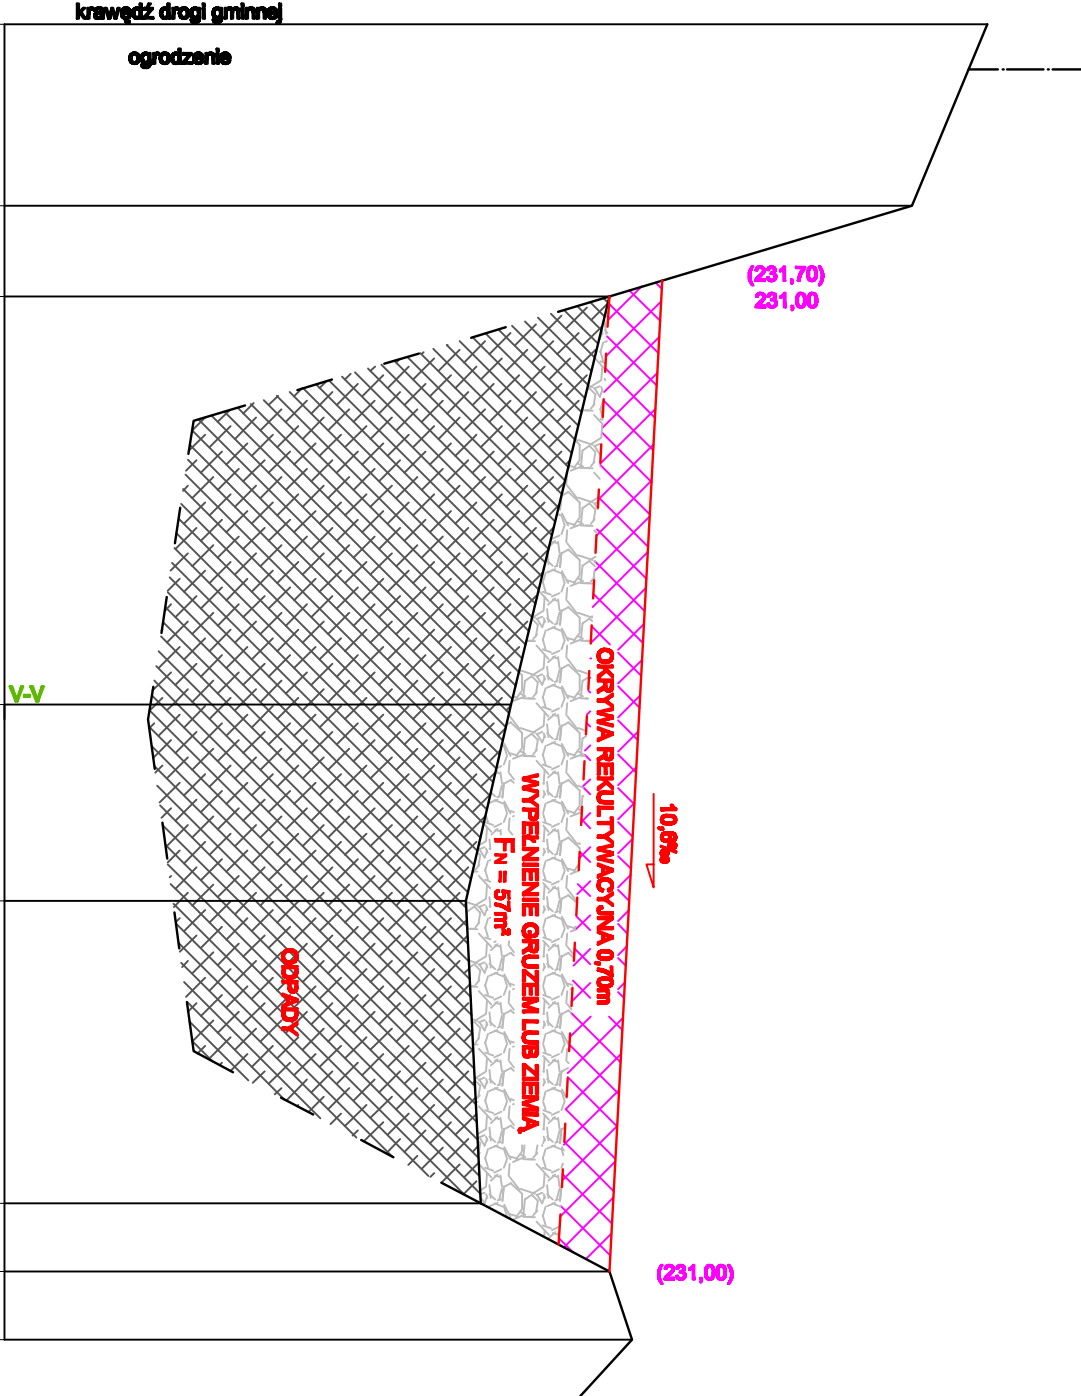 krawędź drogi gminnej
ogrodzenie
(231,70)
231,00
V-V
OKRYWA REKULTYWACYJNA 0,70m
10,6‰
WYPEŁNIENIE GRUZEM LUB ZIEMIĄ
FN = 57m²
ODPADY
(231,00)